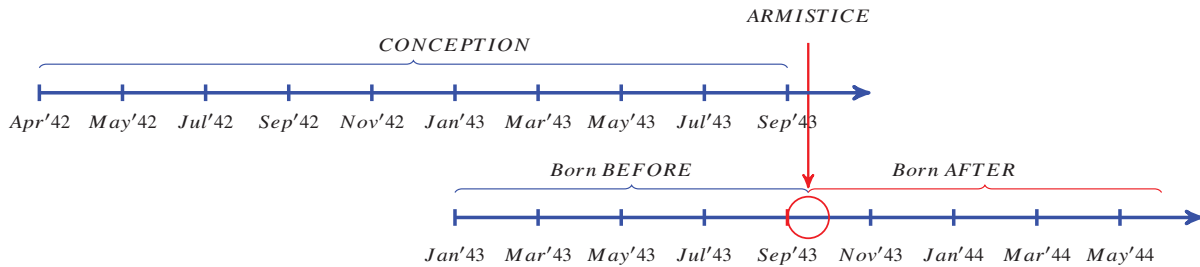 ARMISTICE
CONCEPTION
Apr′42 May′42 Jul′42 Sep′42 Nov′42 Jan′43 Mar′43 May′43 Jul′43 Sep′43
Born BEFORE Born AFTER
Jan′43 Mar′43 May′43 Jul′43 Sep′43 Nov′43 Jan′44 Mar′44 May′44